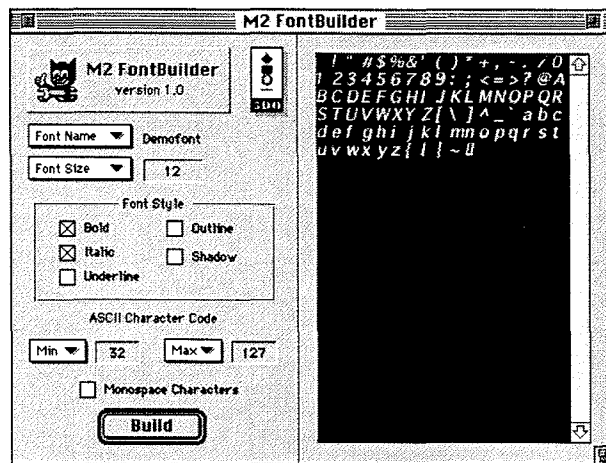 M2 FontBuilder
M2 FontBuilder
version 1.0
3DO
Font Name
Demofont
Font Size
12
Font Style
Bold
Outline
Italic
Shadow
Underline
ASCII Character Code
Min
32
Max
127
Monospace Characters
Build
! " # $ % & ' ( ) * + , - . / 0
1 2 3 4 5 6 7 8 9 : ; < = > ? @ A
B C D E F G H I J K L M N O P Q R
S T U V W X Y Z [ \ ] ^ _ ` a b c
d e f g h i j k l m n o p q r s t
u v w x y z { | } ~